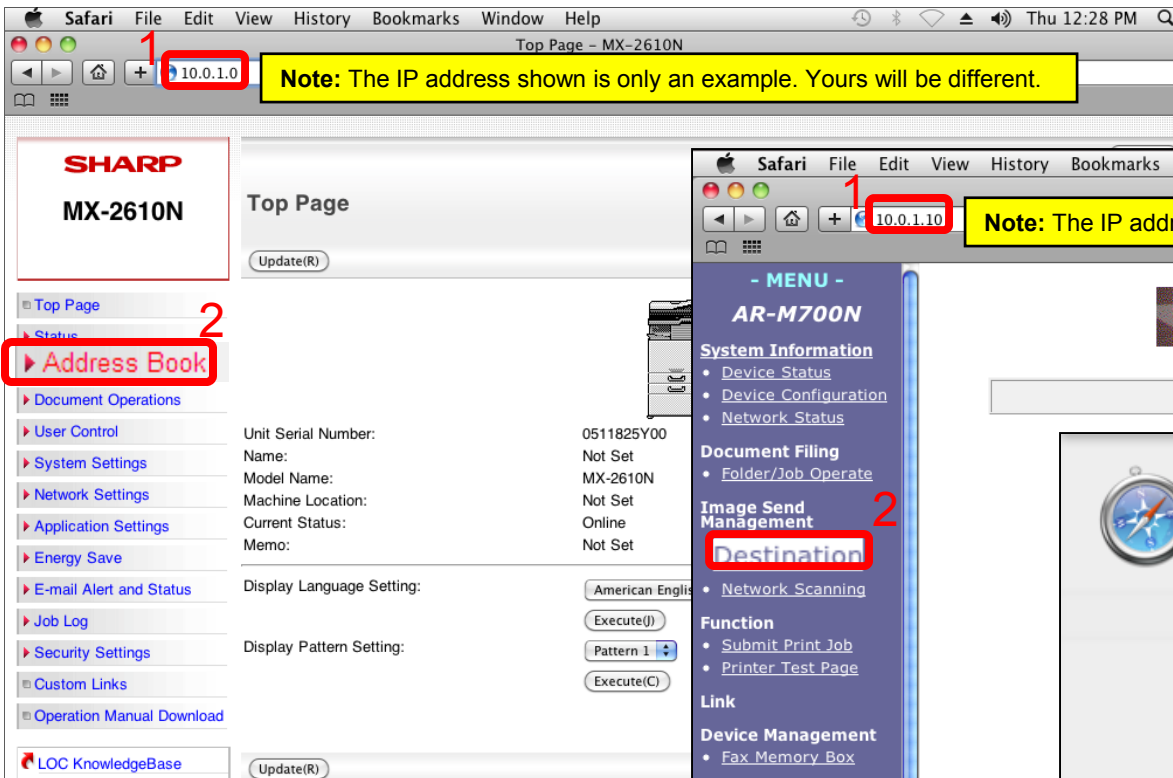 Safari File Edit View History Bookmarks Window Help Thu 12:28 PM
1
Top Page – MX-2610N
10.0.1.0
Note: The IP address shown is only an example. Yours will be different.
SHARP
MX-2610N
Top Page
Update(R)
Top Page
2
Status
Address Book
Document Operations
User Control
System Settings
Network Settings
Application Settings
Energy Save
E-mail Alert and Status
Job Log
Security Settings
Custom Links
Operation Manual Download
LOC KnowledgeBase
Unit Serial Number: 0511825Y00
Name: Not Set
Model Name: MX-2610N
Machine Location: Not Set
Current Status: Online
Memo: Not Set
Display Language Setting: American Englis
Execute(J)
Display Pattern Setting: Pattern 1
Execute(C)
Update(R)
Safari File Edit View History Bookmarks
1
10.0.1.10
Note: The IP addr
- MENU -
AR-M700N
System Information
• Device Status
• Device Configuration
• Network Status
Document Filing
• Folder/Job Operate
Image Send
Management
2
Destination
• Network Scanning
Function
• Submit Print Job
• Printer Test Page
Link
Device Management
• Fax Memory Box